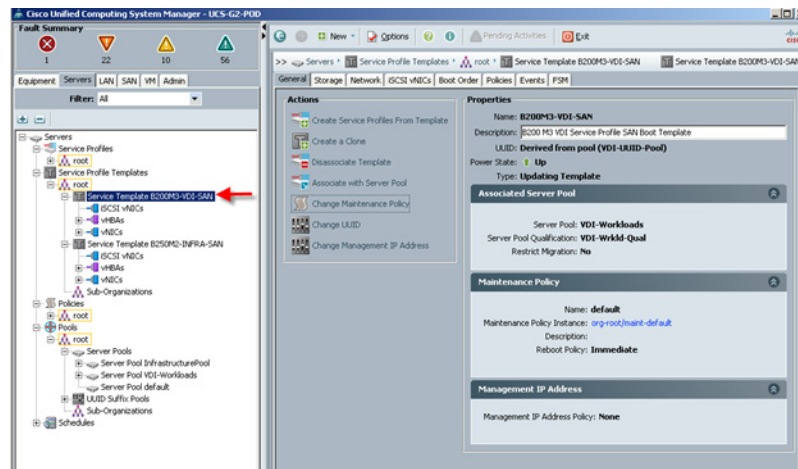 Cisco Unified Computing System Manager - UCS-G2-POD
Fault Summary
1 22 10 56
New Options Pending Activities Exit
>> Servers Service Profile Templates root Service Template B200M3-VDI-SAN Service Template B200M3-VDI-SAN
Equipment Servers LAN SAN VM Admin
Filter: All
Servers
Service Profiles
root
Service Profile Templates
root
Service Template B200M3-VDI-SAN
iSCSI vNICs
vHBAs
vNICs
Service Template B250M2-INFRA-SAN
iSCSI vNICs
vHBAs
vNICs
Sub-Organizations
Policies
root
Pools
root
Server Pools
Server Pool InfrastructurePool
Server Pool VDI-Workloads
Server Pool default
UUID Suffix Pools
Sub-Organizations
Schedules
General Storage Network iSCSI vNICs Boot Order Policies Events FSM
Actions
Create Service Profiles From Template
Create a Clone
Disassociate Template
Associate with Server Pool
Change Maintenance Policy
Change UUID
Change Management IP Address
Properties
Name: B200M3-VDI-SAN
Description: B200 M3 VDI Service Profile SAN Boot Template
UUID: Derived from pool (VDI-UUID-Pool)
Power State: Up
Type: Updating Template
Associated Server Pool
Server Pool: VDI-Workloads
Server Pool Qualification: VDI-Wrkld-Qual
Restrict Migration: No
Maintenance Policy
Name: default
Maintenance Policy Instance: org-root/maint-default
Description:
Reboot Policy: Immediate
Management IP Address
Management IP Address Policy: None